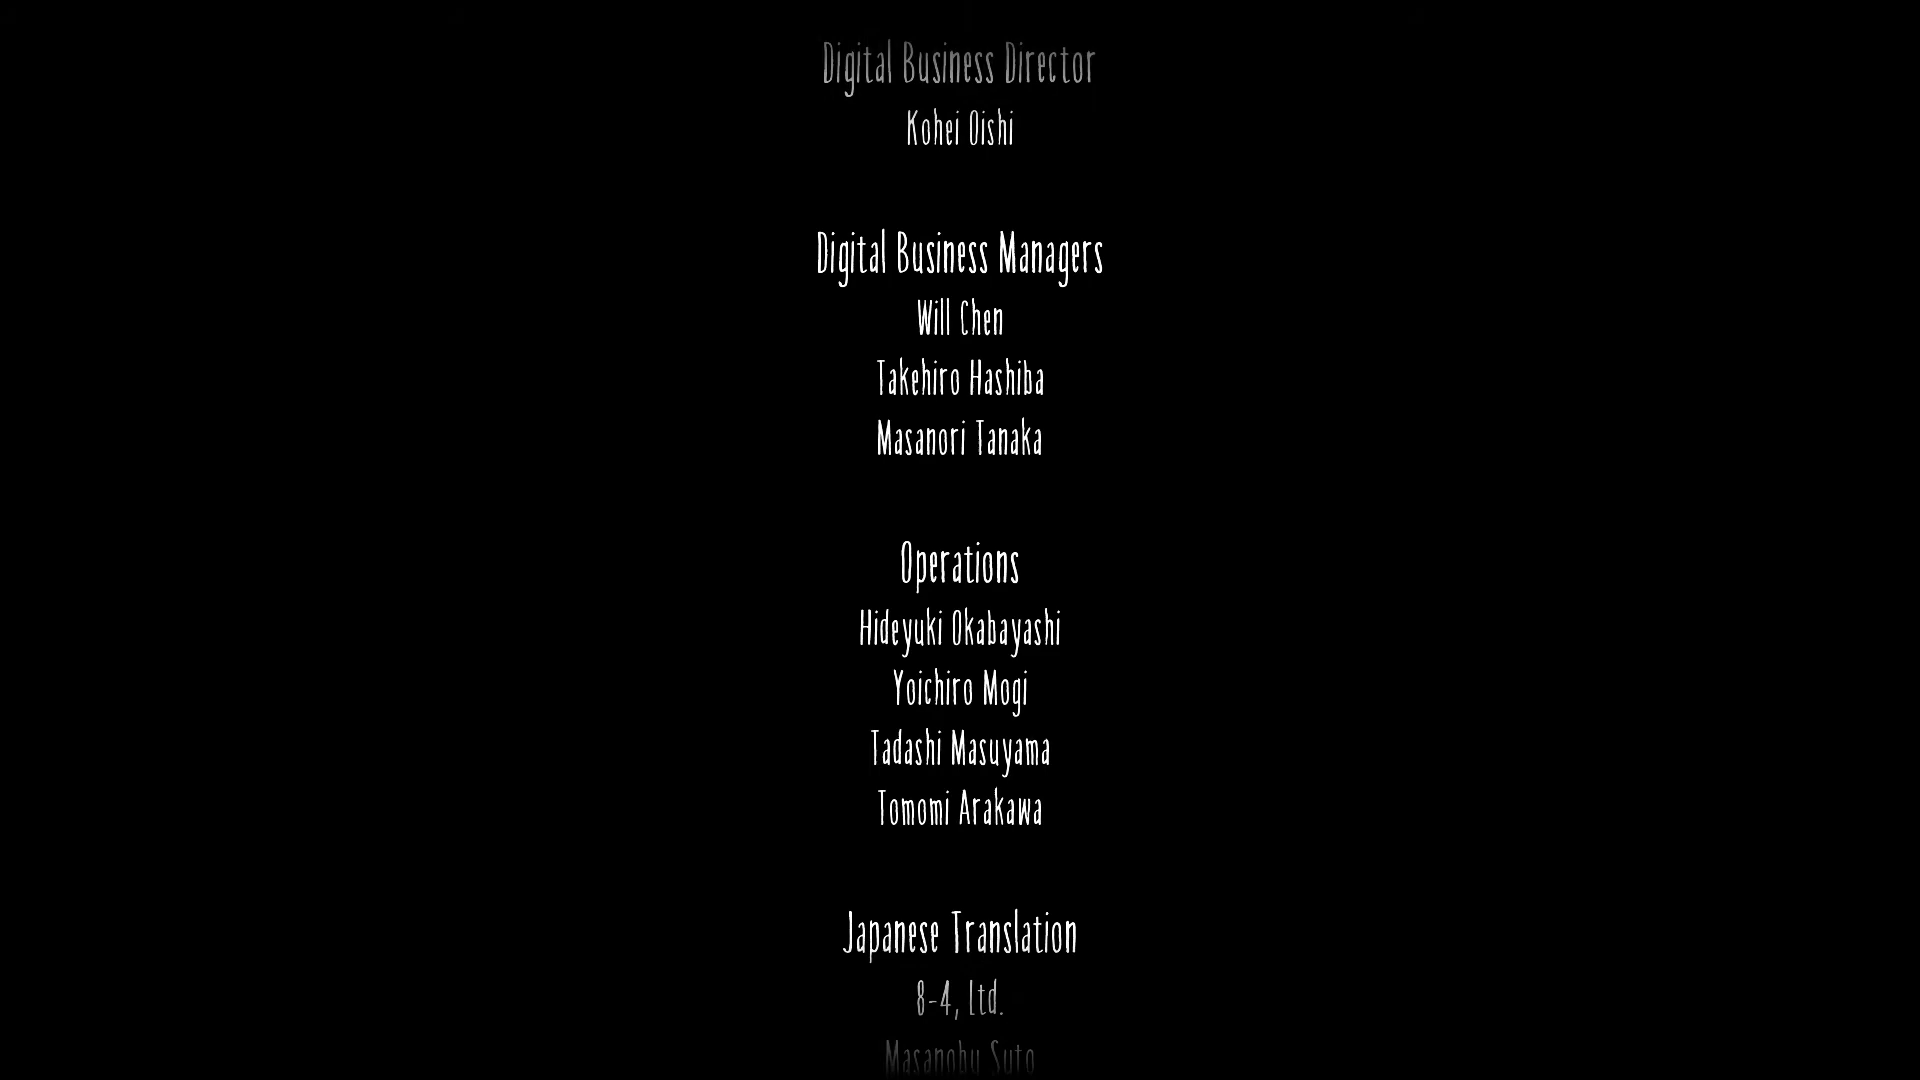 Digital Business Director
Kohei Oishi
Digital Business Managers
Will Chen
Takehiro Hashiba
Masanori Tanaka
Operations
Hideyuki Okabayashi
Yoichiro Mogi
Tadashi Masuyama
Tomomi Arakawa
Japanese Translation
8-4, Ltd.
Masanobu Suto